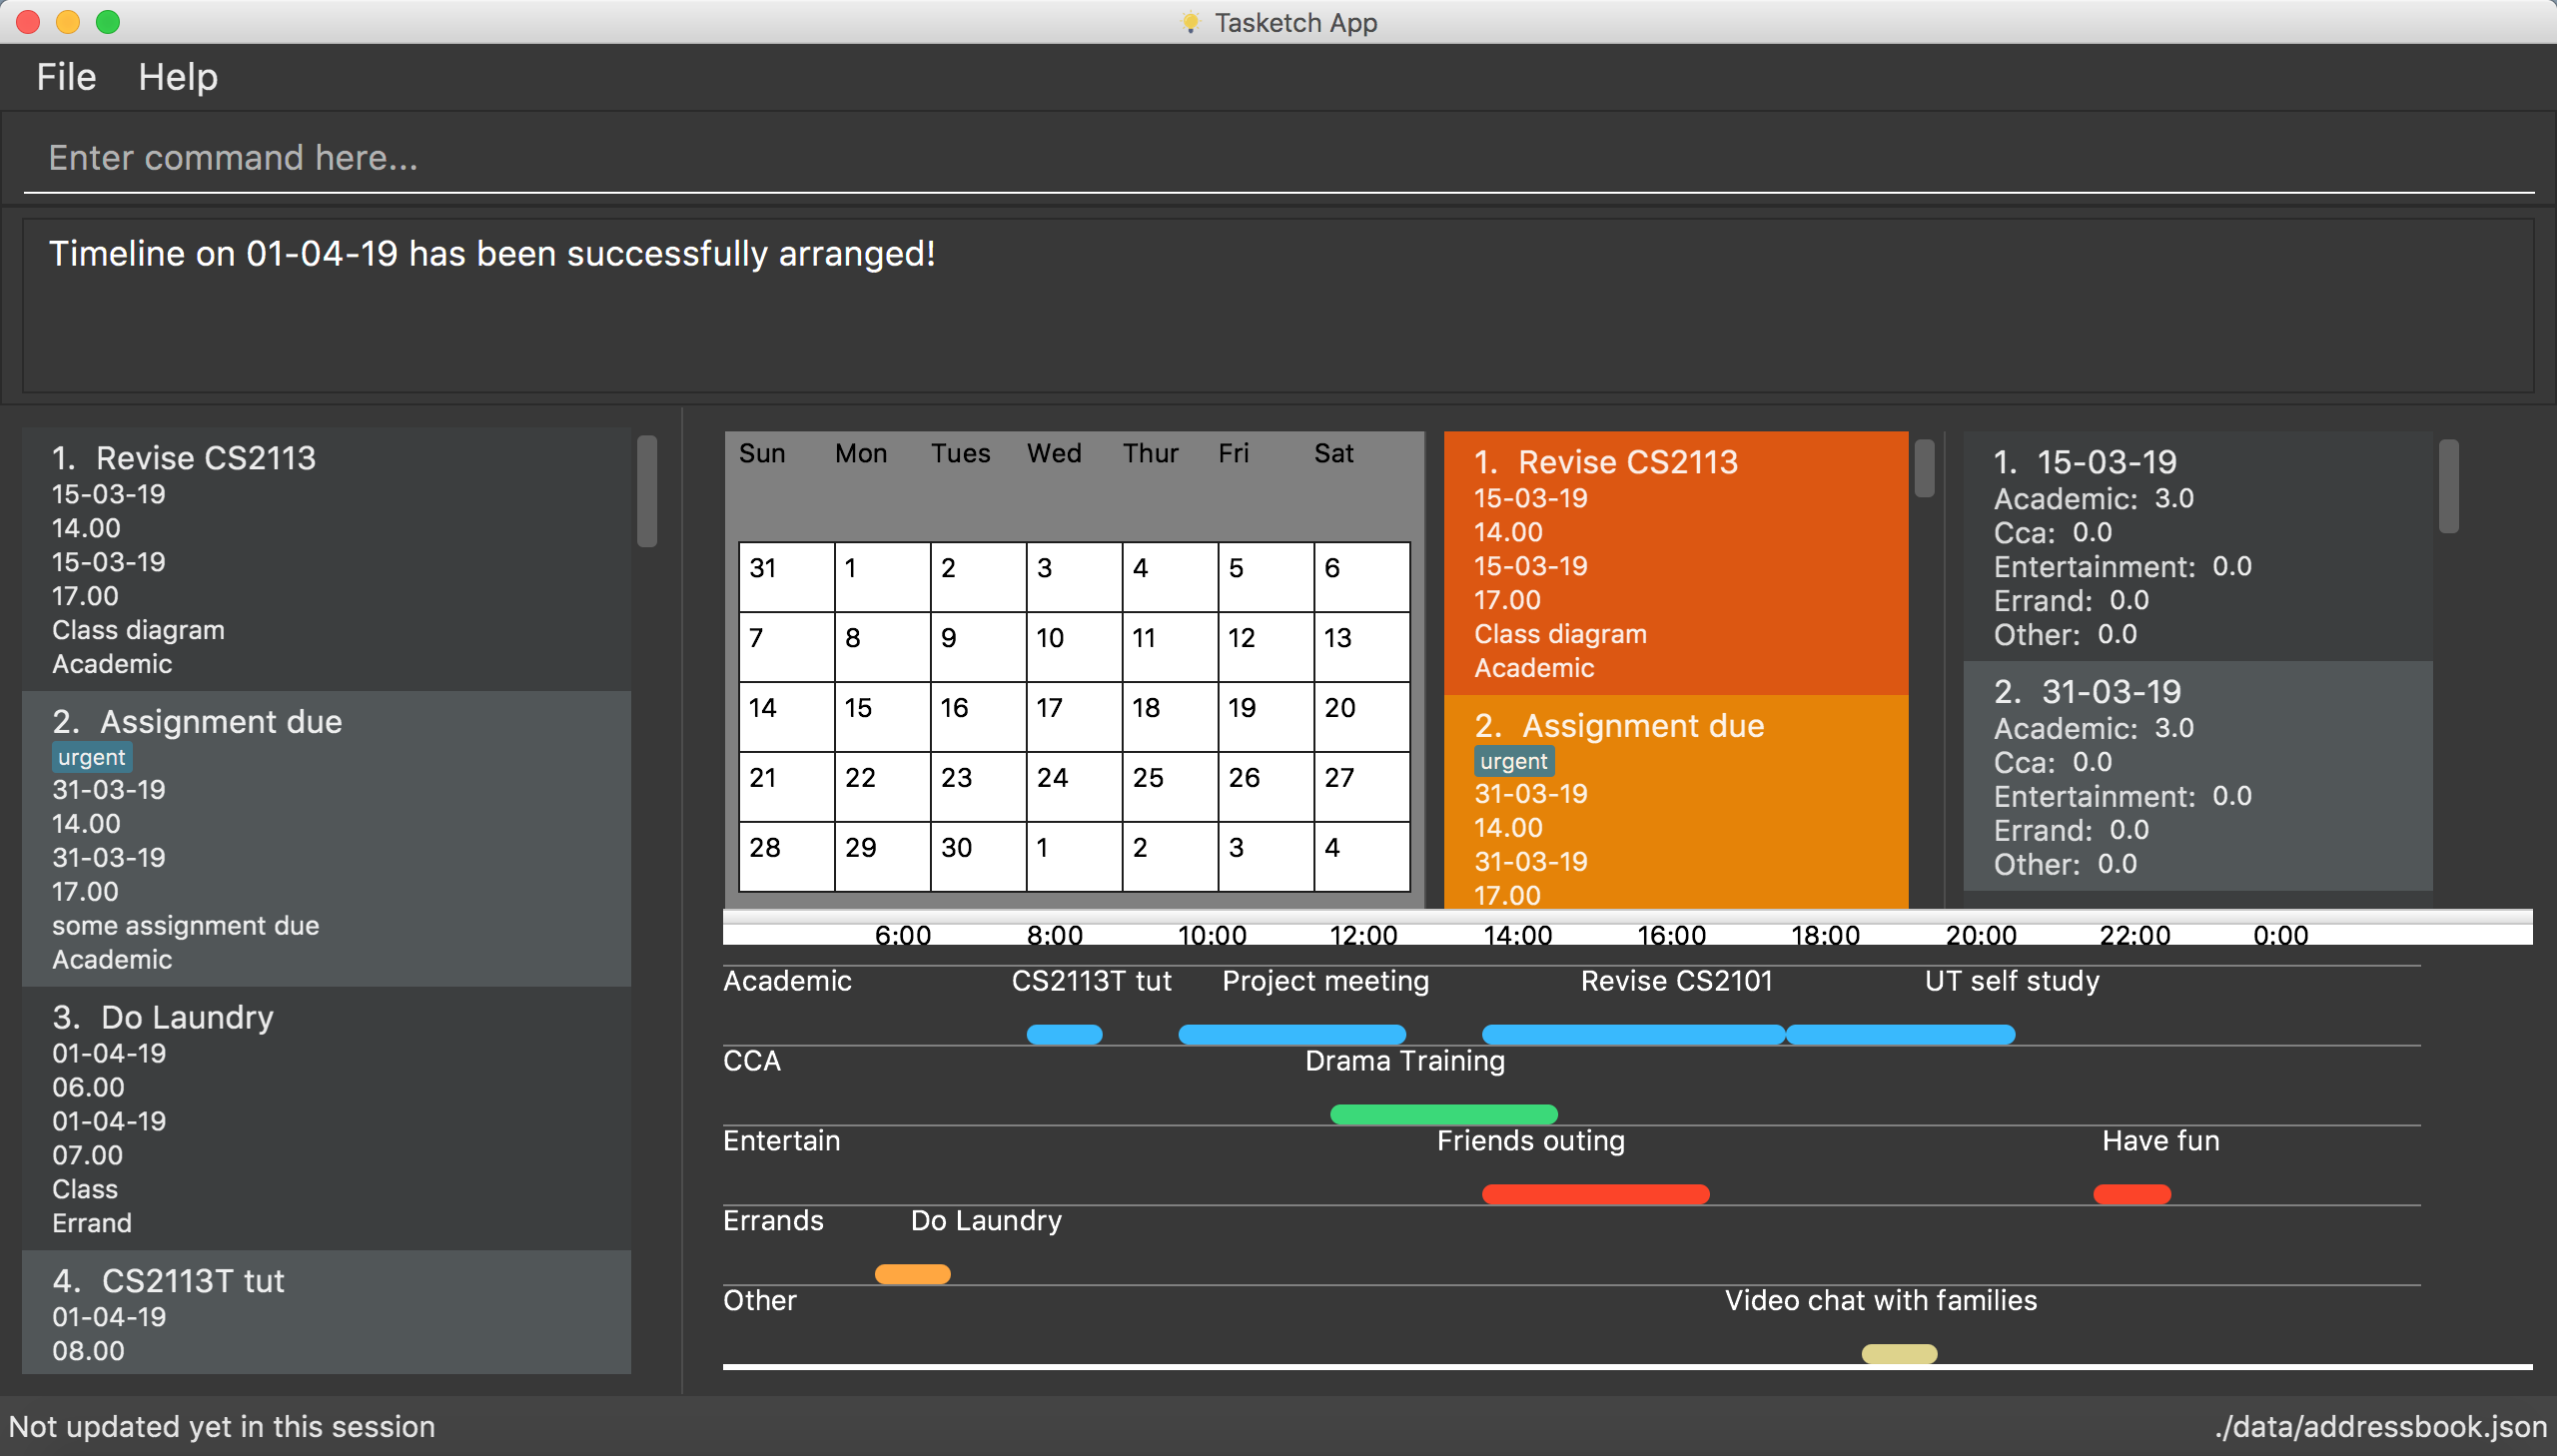 Tasketch App
File Help
Enter command here...
Timeline on 01-04-19 has been successfully arranged!
1. Revise CS2113
15-03-19
14.00
15-03-19
17.00
Class diagram
Academic
2. Assignment due
urgent
31-03-19
14.00
31-03-19
17.00
some assignment due
Academic
3. Do Laundry
01-04-19
06.00
01-04-19
07.00
Class
Errand
4. CS2113T tut
01-04-19
08.00
Sun Mon Tues Wed Thur Fri Sat
31 1 2 3 4 5 6
7 8 9 10 11 12 13
14 15 16 17 18 19 20
21 22 23 24 25 26 27
28 29 30 1 2 3 4
1. Revise CS2113
15-03-19
14.00
15-03-19
17.00
Class diagram
Academic
2. Assignment due
urgent
31-03-19
14.00
31-03-19
17.00
1. 15-03-19
Academic: 3.0
Cca: 0.0
Entertainment: 0.0
Errand: 0.0
Other: 0.0
2. 31-03-19
Academic: 3.0
Cca: 0.0
Entertainment: 0.0
Errand: 0.0
Other: 0.0
6:00 8:00 10:00 12:00 14:00 16:00 18:00 20:00 22:00 0:00
Academic CS2113T tut Project meeting Revise CS2101 UT self study
CCA Drama Training
Entertain Friends outing Have fun
Errands Do Laundry
Other Video chat with families
Not updated yet in this session ./data/addressbook.json